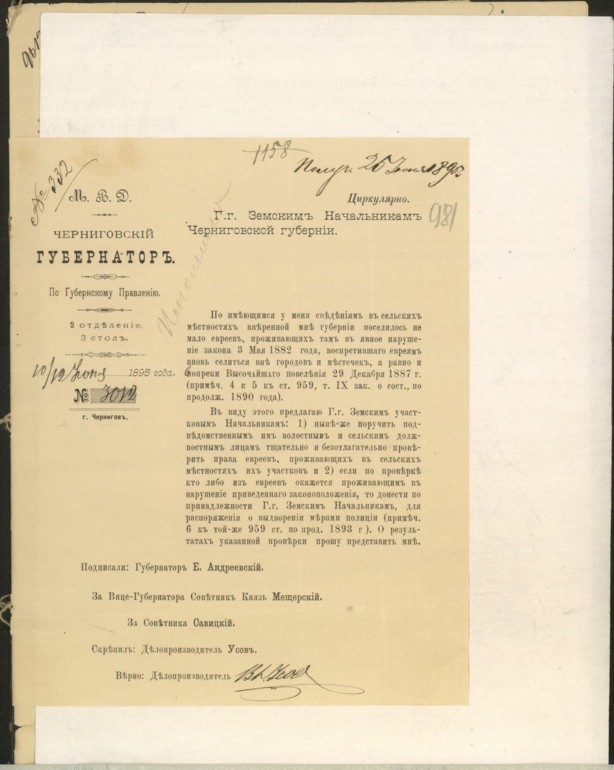 1158
№ 332
25 Іюня 189
М. В. Д.
Циркулярно.
981
ЧЕРНИГОВСКІЙ
ГУБЕРНАТОРЪ.
Г.г. Земскимъ Начальникамъ
Черниговской губерніи.
По Губернскому Правленію.
2 отдѣленіе,
3 столъ.
10/12 Іюня 1898 года.
№ 3012
г. Черниговъ.
По имѣющимся у меня свѣдѣніямъ въ сельскихъ
мѣстностяхъ ввѣренной мнѣ губерніи поселилось не
мало евреевъ, проживающихъ тамъ въ явное наруше-
ніе закона 3 Мая 1882 года, воспретившаго евреямъ
вновь селиться внѣ городовъ и мѣстечекъ, а равно и
вопреки Высочайшаго повелѣнія 29 Декабря 1887 г.
(примѣч. 4 и 5 къ ст. 959, т. IX зак. о сост., по
продолж. 1890 года).
Въ виду этого предлагаю Г.г. Земскимъ участ-
ковымъ Начальникамъ: 1) нынѣ-же поручить под-
вѣдомственнымъ имъ волостнымъ и сельскимъ долж-
ностнымъ лицамъ тщательно и безотлагательно провѣ-
рить права евреевъ, проживающихъ въ сельскихъ
мѣстностяхъ ихъ участковъ и 2) если по провѣркѣ
кто либо изъ евреевъ окажется проживающимъ въ
нарушеніе приведеннаго законоположенія, то донести по
принадлежности Г.г. Земскимъ Начальникамъ, для
распоряженія о выдвореніи мѣрами полиціи (примѣч.
6 къ той-же 959 ст. по прод. 1893 г). О резуль-
татахъ указанной провѣрки прошу представить мнѣ.
Подписали: Губернаторъ Е. Андреевскій.
За Вице-Губернатора Совѣтникъ Князь Мещерскій.
За Совѣтника Савицкій.
Скрѣпилъ: Дѣлопроизводитель Усовъ.
Вѣрно: Дѣлопроизводитель